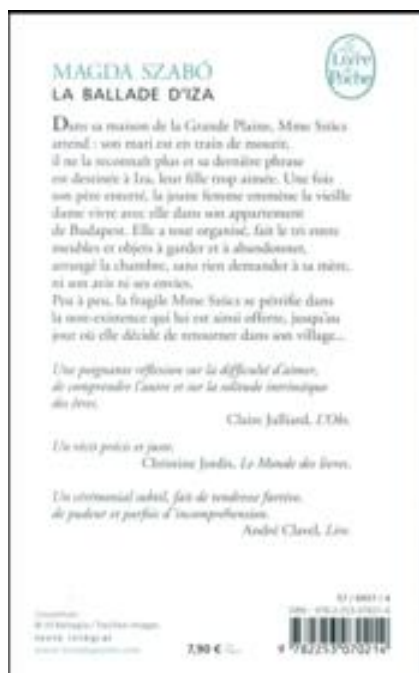 Le Livre
de Poche
MAGDA SZABÓ
LA BALLADE D'IZA
Dans sa maison de la Grande Plaine, Mme Szőcs
attend : son mari est en train de mourir,
il ne la reconnaît plus et sa dernière phrase
est destinée à Iza, leur fille trop aimée. Une fois
son père enterré, la jeune femme emmène la vieille
dame vivre avec elle dans son appartement
de Budapest. Elle a tout organisé, fait le tri entre
meubles et objets à garder et à abandonner,
arrangé la chambre, sans rien demander à sa mère,
ni son avis ni ses envies.
Peu à peu, la fragile Mme Szőcs se pétrifie dans
la non-existence qui lui est ainsi offerte, jusqu'au
jour où elle décide de retourner dans son village...
Une poignante réflexion sur la difficulté d'aimer,
de comprendre l'autre et sur la solitude intrinsèque
des êtres.
Claire Julliard, L'Obs.
Un récit précis et juste.
Christine Jordis, Le Monde des livres.
Un cérémonial subtil, fait de tendresse furtive,
de pudeur et parfois d'incompréhension.
André Clavel, Lire.
Couverture :
texte intégral
7,90 €
9 782253 070214